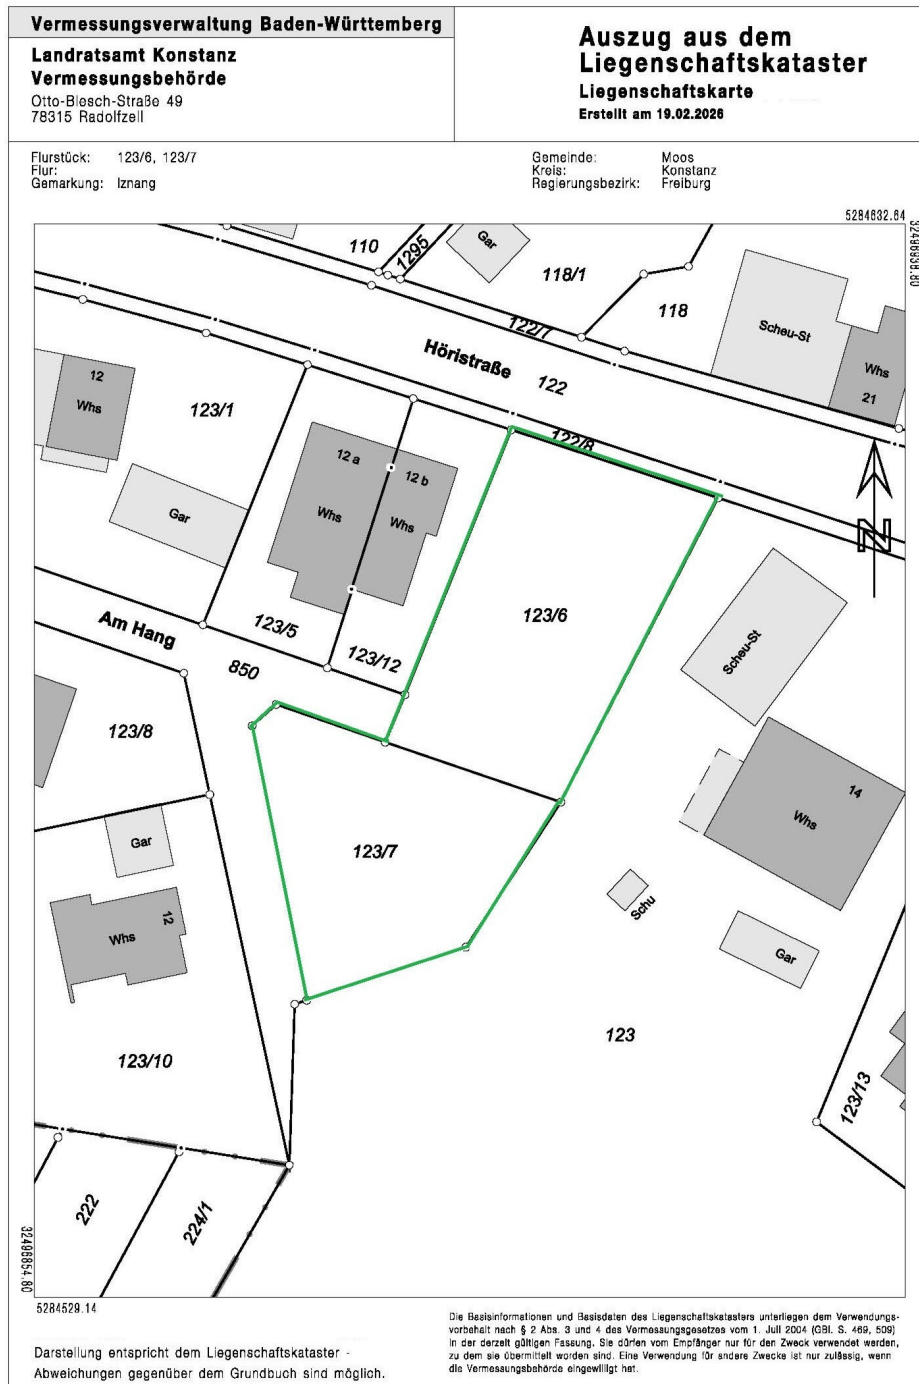 Vermessungsverwaltung Baden-Württemberg
Landratsamt Konstanz
Vermessungsbehörde
Otto-Blesch-Straße 49
78315 Radolfzell
Auszug aus dem
Liegenschaftskataster
Liegenschaftskarte
Erstellt am 19.02.2026
Flurstück: 123/6, 123/7
Flur:
Gemarkung: Iznang
Gemeinde: Moos
Kreis: Konstanz
Regierungsbezirk: Freiburg
5284632.64
32496938.80
110
1295
Gar
118/1
118
122/7
Scheu-St
Höristraße
122
Whs
21
12
Whs
123/1
122/8
12 a
12 b
Whs
Whs
Gar
N
123/6
Am Hang
123/5
123/12
850
Scheu-St
123/8
14
Whs
Gar
123/7
Schu
12
Whs
Gar
123
123/10
123/13
222
224/1
32496854.80
5284529.14
Darstellung entspricht dem Liegenschaftskataster -
Abweichungen gegenüber dem Grundbuch sind möglich.
Die Basisinformationen und Basisdaten des Liegenschaftskatasters unterliegen dem Verwendungs-
vorbehalt nach § 2 Abs. 3 und 4 des Vermessungsgesetzes vom 1. Juli 2004 (GBl. S. 469, 509)
in der derzeit gültigen Fassung. Sie dürfen vom Empfänger nur für den Zweck verwendet werden,
zu dem sie übermittelt worden sind. Eine Verwendung für andere Zwecke ist nur zulässig, wenn
die Vermessungsbehörde eingewilligt hat.